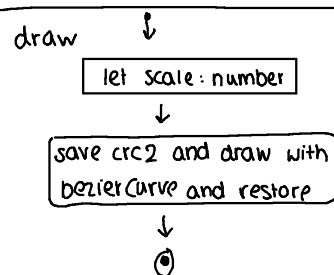 draw
let scale: number
save crc2 and draw with
bezierCurve and restore